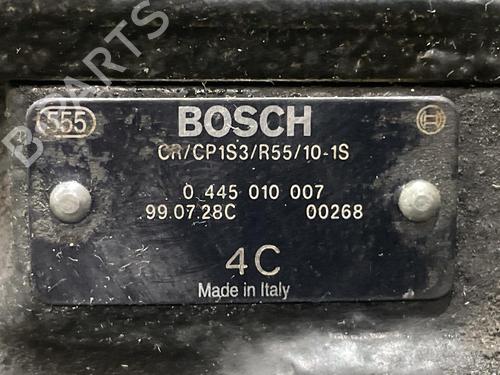 B PARTS
555 BOSCH
CR/CP1S3/R55/10-1S
0 445 010 007
99.07.28C 00268
4C
Made in Italy